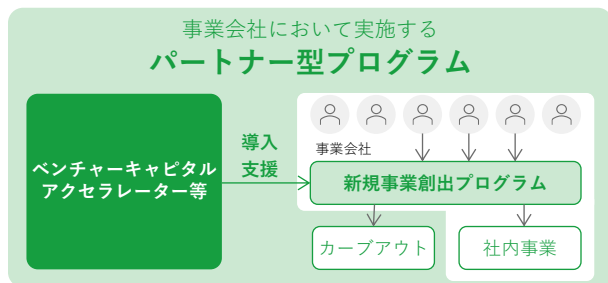 事業会社において実施する
パートナー型プログラム
ベンチャーキャピタル
アクセラレーター等
導入
支援
事業会社
新規事業創出プログラム
カーブアウト
社内事業